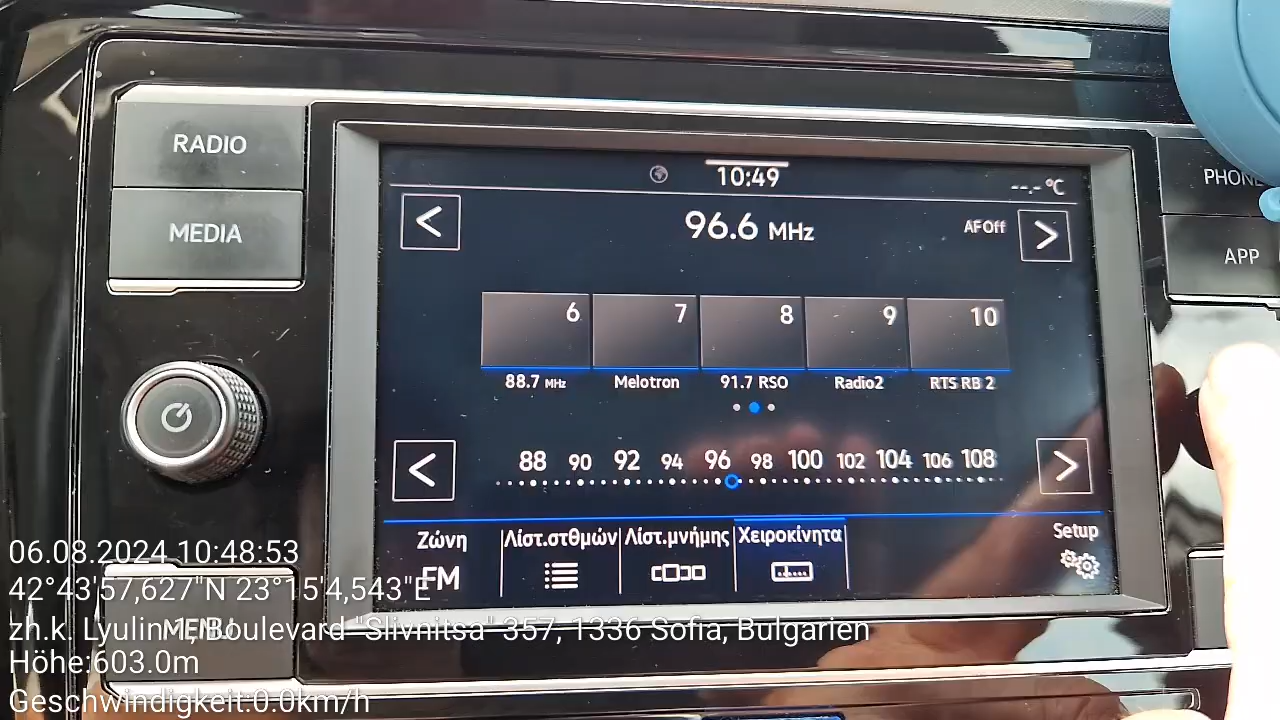 RADIO
MEDIA
MENU
PHONE
APP
10:49
--.-°C
96.6 MHz
AF Off
6 7 8 9 10
88.7 MHz Melotron 91.7 RSO Radio2 RTS RB 2
88 90 92 94 96 98 100 102 104 106 108
Ζώνη Λίστ.στθμών Λίστ.μνήμης Χειροκίνητα Setup
FM
06.08.2024 10:48:53
42°43'57,627"N 23°15'4,543"E
zh.k. Lyulin 1, Boulevard "Slivnitsa" 357, 1336 Sofia, Bulgarien
Höhe:603.0m
Geschwindigkeit:0.0km/h